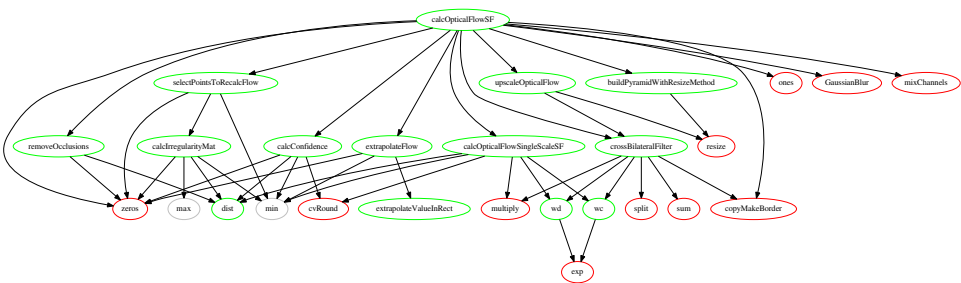 calcOpticalFlowSF
selectPointsToRecalcFlow
upscaleOpticalFlow
buildPyramidWithResizeMethod
ones
GaussianBlur
mixChannels
removeOcclusions
calcIrregularityMat
calcConfidence
extrapolateFlow
calcOpticalFlowSingleScaleSF
crossBilateralFilter
resize
zeros
max
dist
min
cvRound
extrapolateValueInRect
multiply
wd
wc
split
sum
copyMakeBorder
exp